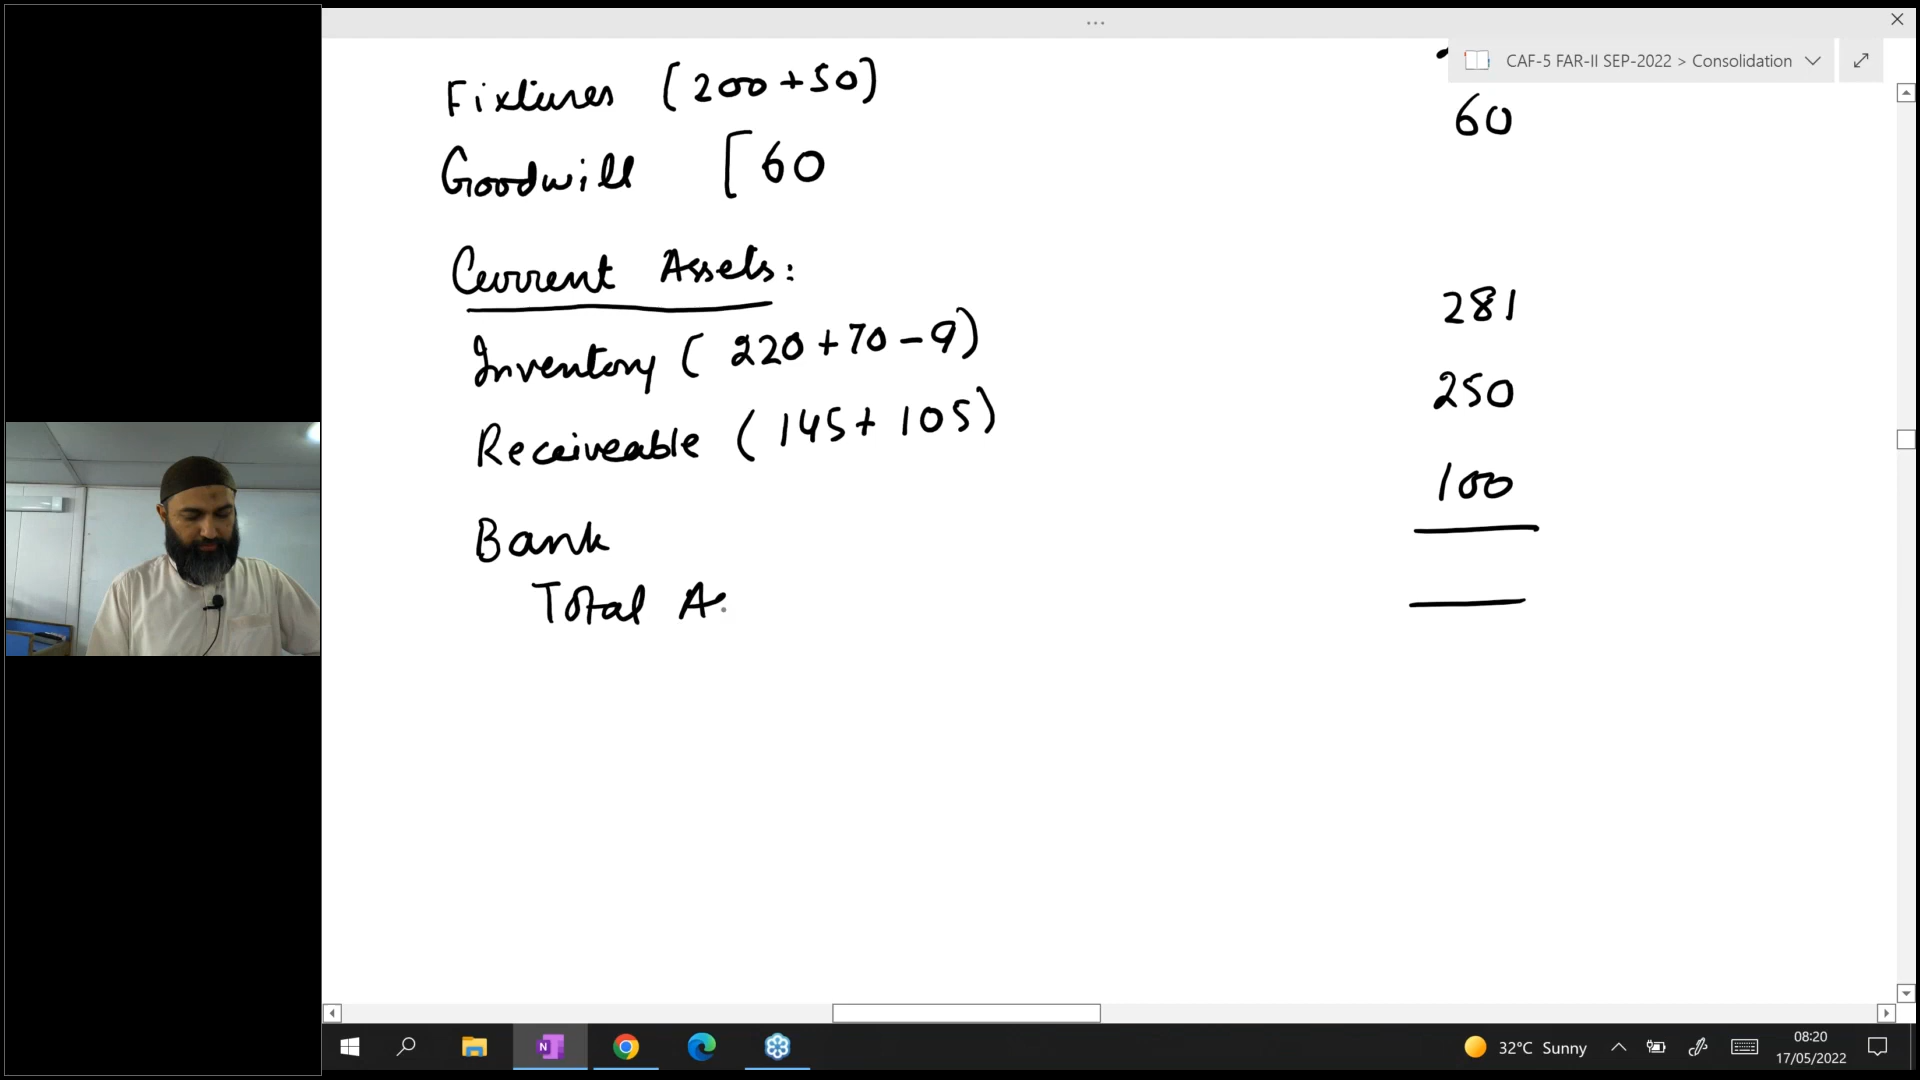 CAF-5 FAR-II SEP-2022 > Consolidation
Fixtures (200+50)
Goodwill [60 60
Current Assets:
Inventory (220+70-9) 281
Receiveable (145+105) 250
Bank 100
Total As
32°C Sunny
08:20
17/05/2022